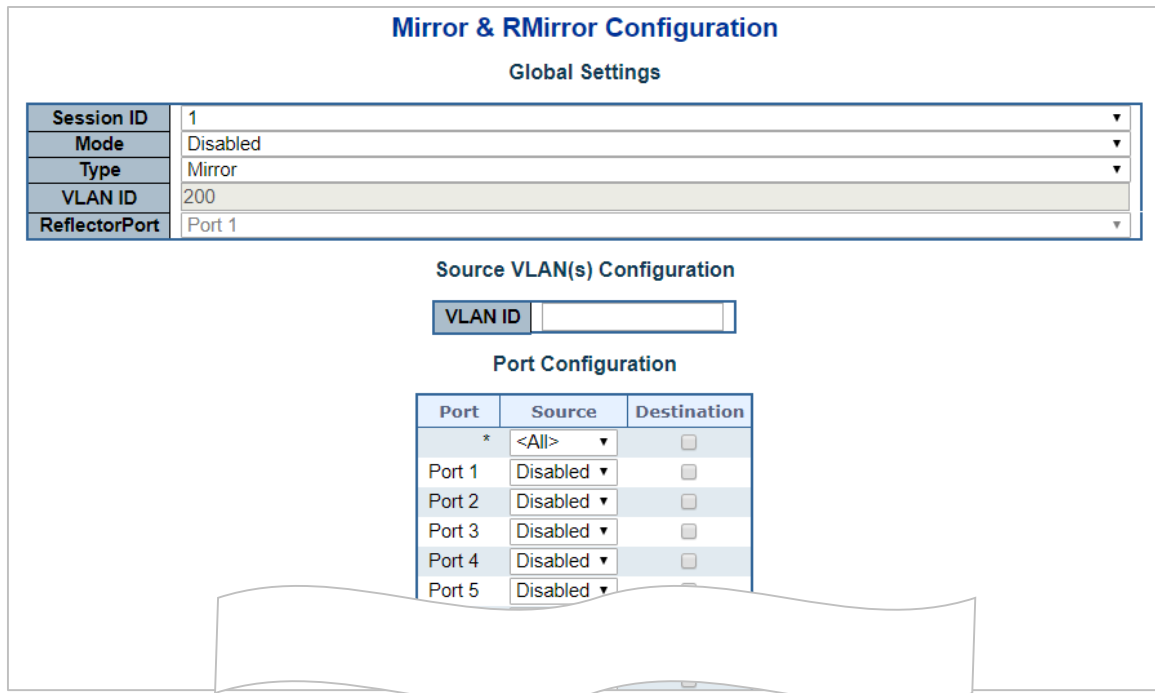 Mirror & RMirror Configuration
Global Settings
Session ID 1
Mode Disabled
Type Mirror
VLAN ID 200
ReflectorPort Port 1
Source VLAN(s) Configuration
VLAN ID
Port Configuration
Port Source Destination
* <All>
Port 1 Disabled
Port 2 Disabled
Port 3 Disabled
Port 4 Disabled
Port 5 Disabled